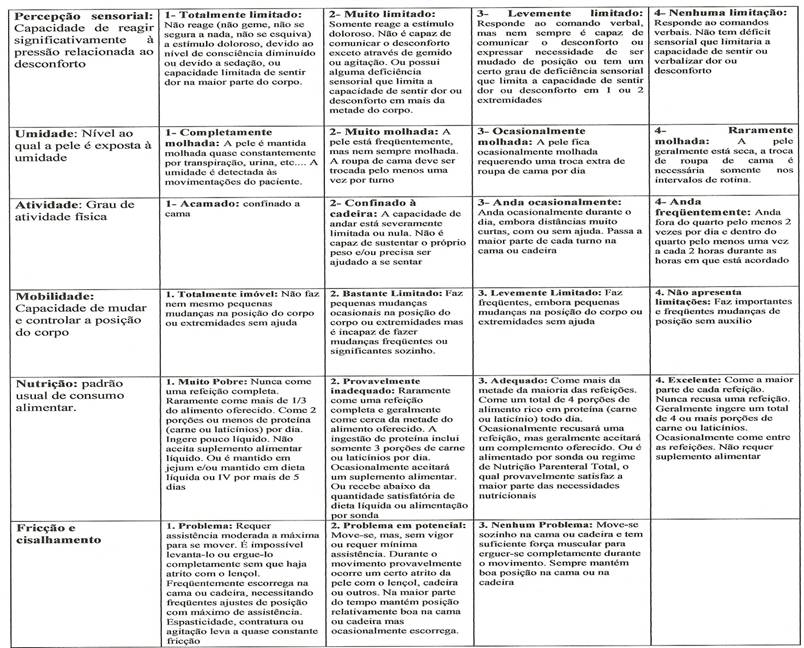 Percepção sensorial:
Capacidade de reagir
significativamente à
pressão relacionada ao
desconforto
1- Totalmente limitado:
Não reage (não geme, não se
segura a nada, não se esquiva)
a estímulo doloroso, devido ao
nível de consciência diminuído
ou devido a sedação, ou
capacidade limitada de sentir
dor na maior parte do corpo.
2- Muito limitado:
Somente reage a estímulo
doloroso. Não é capaz de
comunicar o desconforto
exceto através de gemido
ou agitação. Ou possui
alguma deficiência
sensorial que limita a
capacidade de sentir dor ou
desconforto em mais da
metade do corpo.
3- Levemente limitado:
Responde ao comando verbal,
mas nem sempre é capaz de
comunicar o desconforto ou
expressar necessidade de ser
mudado de posição ou tem um
certo grau de deficiência sensorial
que limita a capacidade de sentir
dor ou desconforto em 1 ou 2
extremidades
4- Nenhuma limitação:
Responde ao comandos
verbais. Não tem déficit
sensorial que limitaria a
capacidade de sentir ou
verbalizar dor ou
desconforto
Umidade: Nível ao
qual a pele é exposta à
umidade
1- Completamente
molhada: A pele é mantida
molhada quase constantemente
por transpiração, urina, etc.... A
umidade é detectada às
movimentações do paciente.
2- Muito molhada: A
pele está freqüentemente,
mas nem sempre molhada.
A roupa de cama deve ser
trocada pelo menos uma
vez por turno
3- Ocasionalmente
molhada: A pele fica
ocasionalmente molhada
requerendo uma troca extra de
roupa de cama por dia
4- Raramente
molhada: A pele
geralmente está seca, a troca
de roupa de cama é
necessária somente nos
intervalos de rotina.
Atividade: Grau de
atividade física
1- Acamado: confinado a
cama
2- Confinado à
cadeira: A capacidade de
andar está severamente
limitada ou nula. Não é
capaz de sustentar o próprio
peso e/ou precisa ser
ajudado a se sentar
3- Anda ocasionalmente:
Anda ocasionalmente durante o
dia, embora distâncias muito
curtas, com ou sem ajuda. Passa a
maior parte de cada turno na
cama ou cadeira
4- Anda
freqüentemente: Anda
fora do quarto pelo menos 2
vezes por dia e dentro do
quarto pelo menos uma vez
a cada 2 horas durante as
horas em que está acordado
Mobilidade:
Capacidade de mudar
e controlar a posição
do corpo
1. Totalmente imóvel: Não faz
nem mesmo pequenas
mudanças na posição do corpo
ou extremidades sem ajuda
2. Bastante Limitado: Faz
pequenas mudanças
ocasionais na posição do
corpo ou extremidades mas
é incapaz de fazer
mudanças freqüentes ou
significantes sozinho.
3. Levemente Limitado: Faz
freqüentes, embora pequenas
mudanças na posição do corpo ou
extremidades sem ajuda
4. Não apresenta
limitações: Faz importantes
e freqüentes mudanças de
posição sem auxílio
Nutrição: padrão
usual de consumo
alimentar.
1. Muito Pobre: Nunca come
uma refeição completa.
Raramente come mais de 1/3
do alimento oferecido. Come 2
porções ou menos de proteína
(carne ou laticínios) por dia.
Ingere pouco líquido. Não
aceita suplemento alimentar
líquido. Ou é mantido em
jejum e/ou mantido em dieta
líquida ou IV por mais de 5
dias
2. Provavelmente
inadequado: Raramente
come uma refeição
completa e geralmente
come cerca da metade do
alimento oferecido. A
ingestão de proteína inclui
somente 3 porções de carne
ou laticínios por dia.
Ocasionalmente aceitará
um suplemento alimentar.
Ou recebe abaixo da
quantidade satisfatória de
dieta líquida ou alimentação
por sonda
3. Adequado: Come mais da
metade da maioria das refeições.
Come um total de 4 porções de
alimento rico em proteína (carne
ou laticínio) todo dia.
Ocasionalmente recusará uma
refeição, mas geralmente aceitará
um complemento oferecido. Ou é
alimentado por sonda ou regime
de Nutrição Parenteral Total, o
qual provavelmente satisfaz a
maior parte das necessidades
nutricionais
4. Excelente: Come a maior
parte de cada refeição.
Nunca recusa uma refeição.
Geralmente ingere um total
de 4 ou mais porções de
carne ou laticínios.
Ocasionalmente come entre
as refeições. Não requer
suplemento alimentar
Fricção e
cisalhamento
1. Problema: Requer
assistência moderada a máxima
para se mover. É impossível
levanta-lo ou ergue-lo
completamente sem que haja
atrito com o lençol.
Freqüentemente escorrega na
cama ou cadeira, necessitando
freqüentes ajustes de posição
com máximo de assistência.
Espasticidade, contratura ou
agitação leva a quase constante
fricção
2. Problema em potencial:
Move-se, mas, sem vigor
ou requer mínima
assistência. Durante o
movimento provavelmente
ocorre um certo atrito da
pele com o lençol, cadeira
ou outros. Na maior parte
do tempo mantém posição
relativamente boa na cama
ou cadeira mas
ocasionalmente escorrega.
3. Nenhum Problema: Move-se
sozinho na cama ou cadeira e tem
suficiente força muscular para
erguer-se completamente durante
o movimento. Sempre mantém
boa posição na cama ou na
cadeira